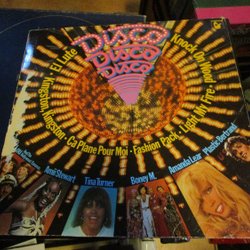 Disco
Disco
Disco
El Lute
Kingston, Kingston
Ca Plane Pour Moi
Fashion Pack
Light My Fire
Knock On Wood
Amii Stewart
Tina Turner
Boney M.
Amanda Lear
Plastic Bertrand